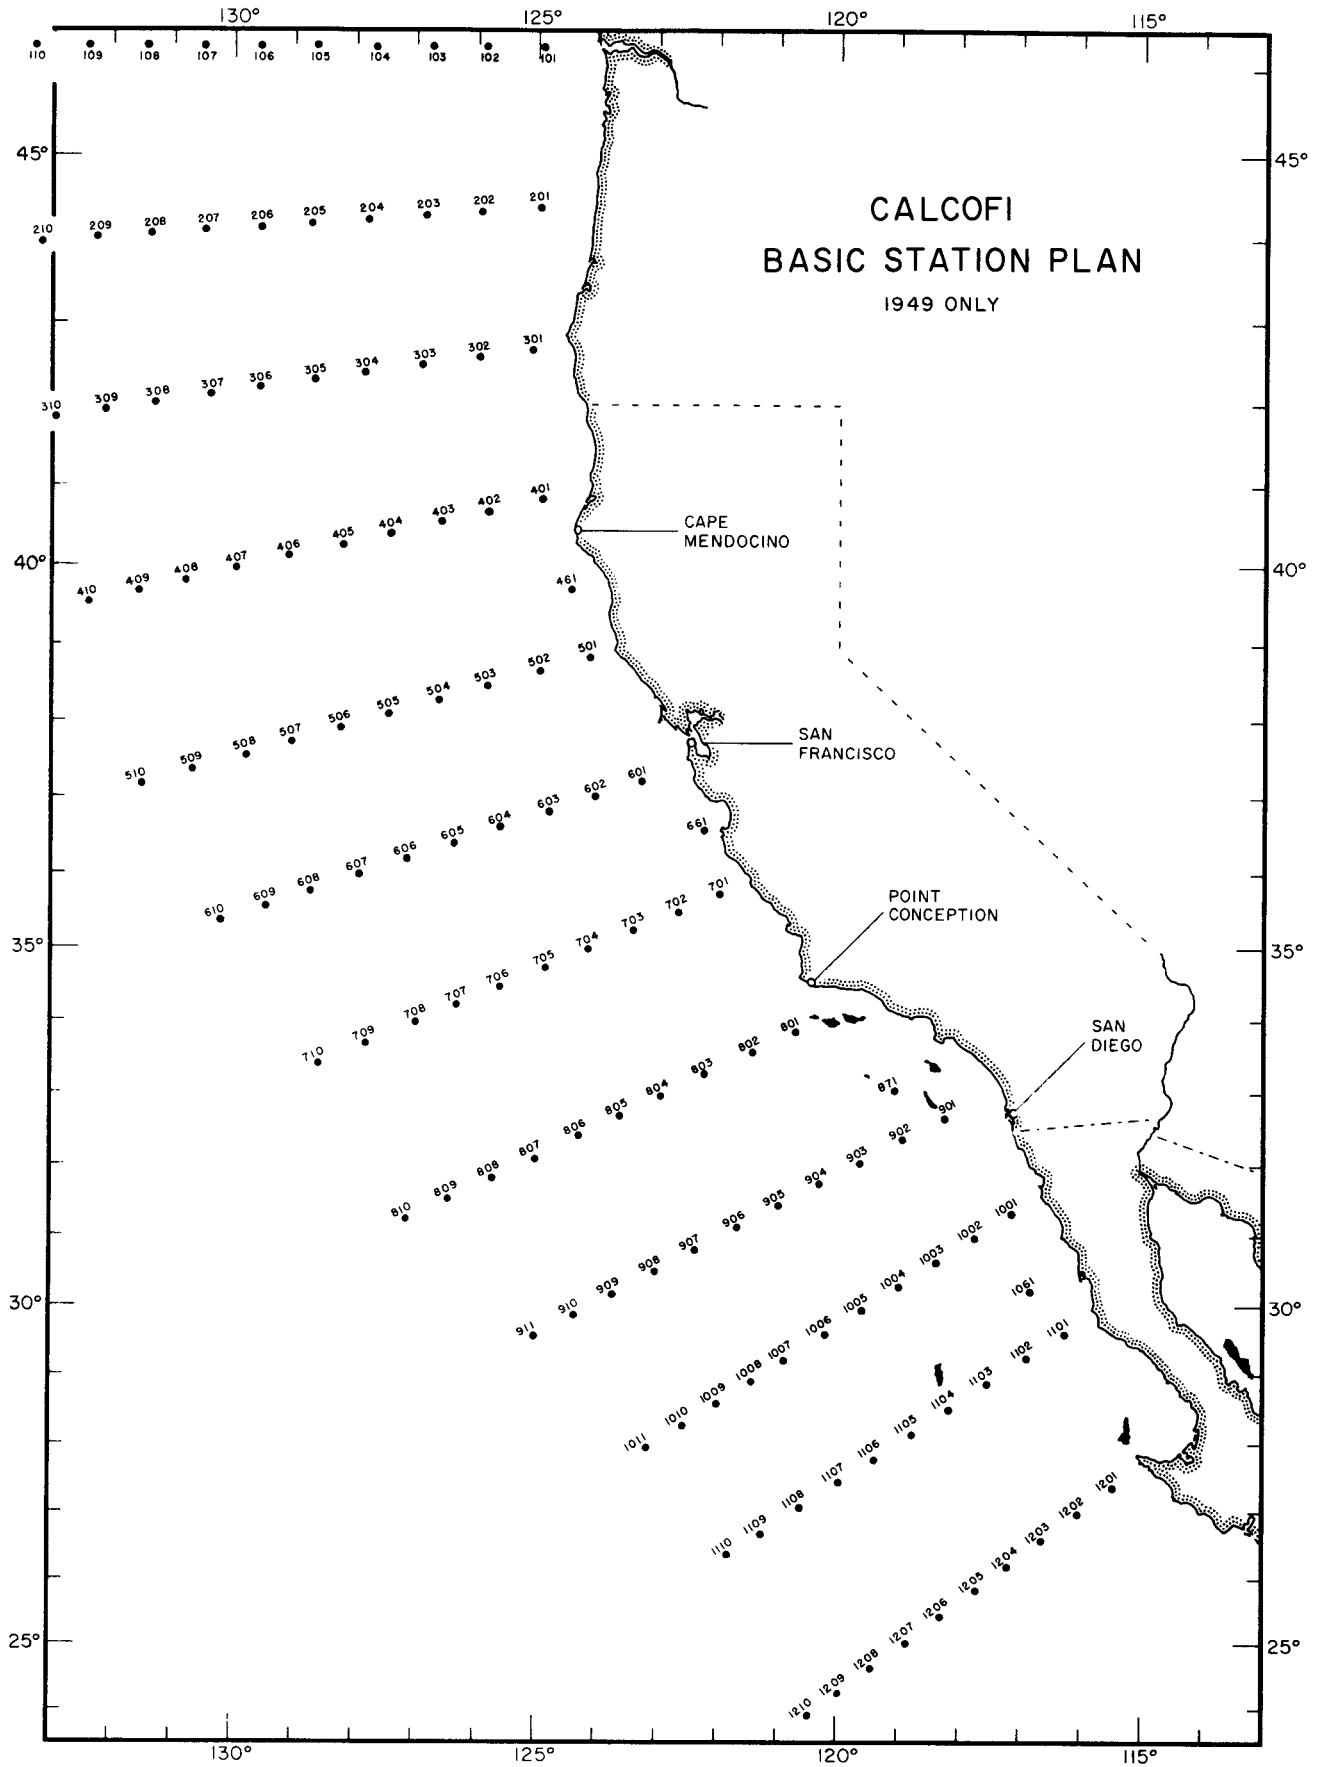 130° 125° 120° 115°
110 109 108 107 106 105 104 103 102 101
45° 45°
210 209 208 207 206 205 204 203 202 201
CALCOFI
BASIC STATION PLAN
1949 ONLY
310 309 308 307 306 305 304 303 302 301
410 409 408 407 406 405 404 403 402 401
CAPE
MENDOCINO
40° 40°
461
510 509 508 507 506 505 504 503 502 501
SAN
FRANCISCO
610 609 608 607 606 605 604 603 602 601
661
710 709 708 707 706 705 704 703 702 701
POINT
CONCEPTION
35° 35°
810 809 808 807 806 805 804 803 802 801
SAN
DIEGO
871
911 910 909 908 907 906 905 904 903 902 901
1011 1010 1009 1008 1007 1006 1005 1004 1003 1002 1001
1061
30° 30°
1110 1109 1108 1107 1106 1105 1104 1103 1102 1101
1210 1209 1208 1207 1206 1205 1204 1203 1202 1201
25° 25°
130° 125° 120° 115°